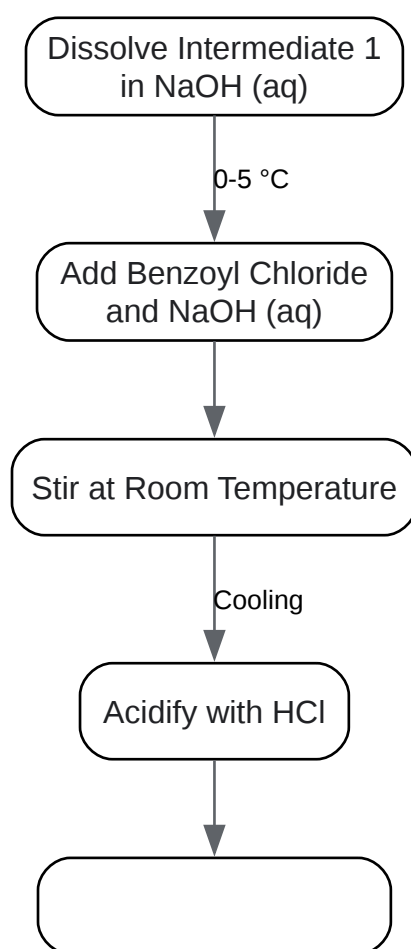 Dissolve Intermediate 1
in NaOH (aq)
0-5 °C
Add Benzoyl Chloride
and NaOH (aq)
Stir at Room Temperature
Cooling
Acidify with HCl